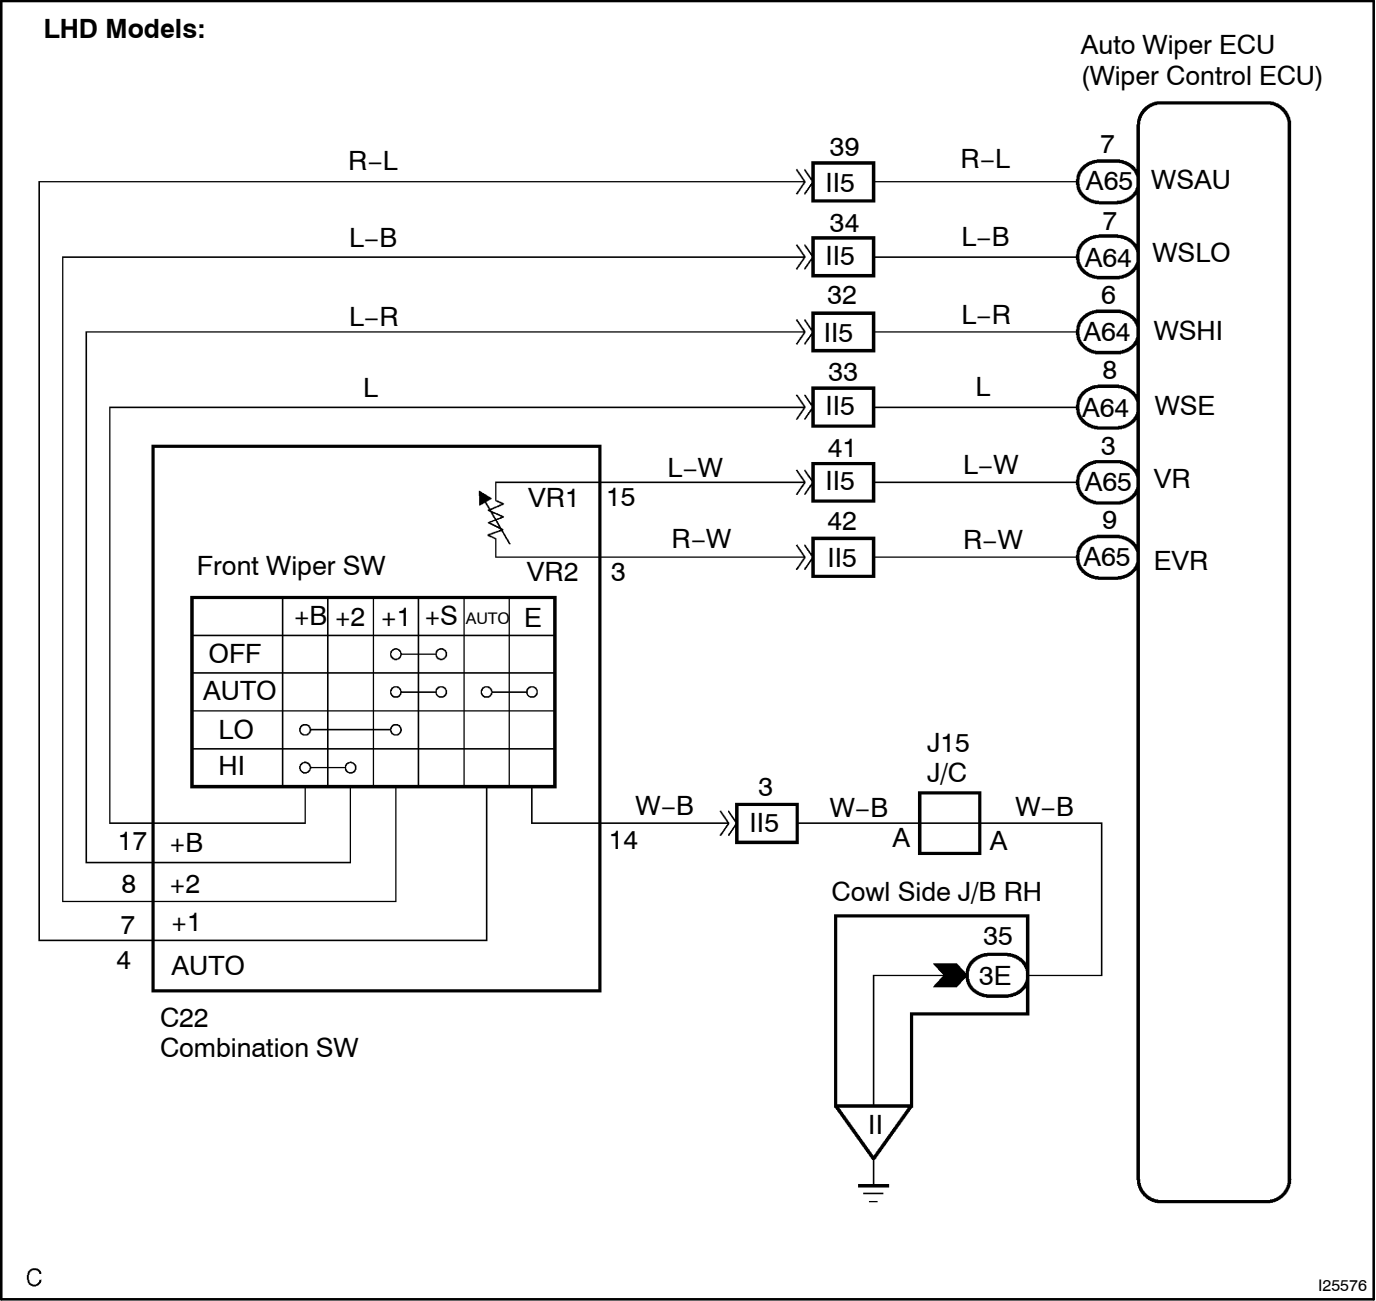 LHD Models:
Auto Wiper ECU
(Wiper Control ECU)
R–L
39
II5
R–L
7
A65
WSAU
L–B
34
II5
L–B
7
A64
WSLO
L–R
32
II5
L–R
6
A64
WSHI
L
33
II5
L
8
A64
WSE
VR1
15
L–W
41
II5
L–W
3
A65
VR
VR2
3
R–W
42
II5
R–W
9
A65
EVR
Front Wiper SW
+B +2 +1 +S AUTO E
OFF
AUTO
LO
HI
17 +B
8 +2
7 +1
4 AUTO
14
W–B
3
II5
W–B
A
J15
J/C
A
W–B
Cowl Side J/B RH
35
3E
II
C22
Combination SW
C
I25576